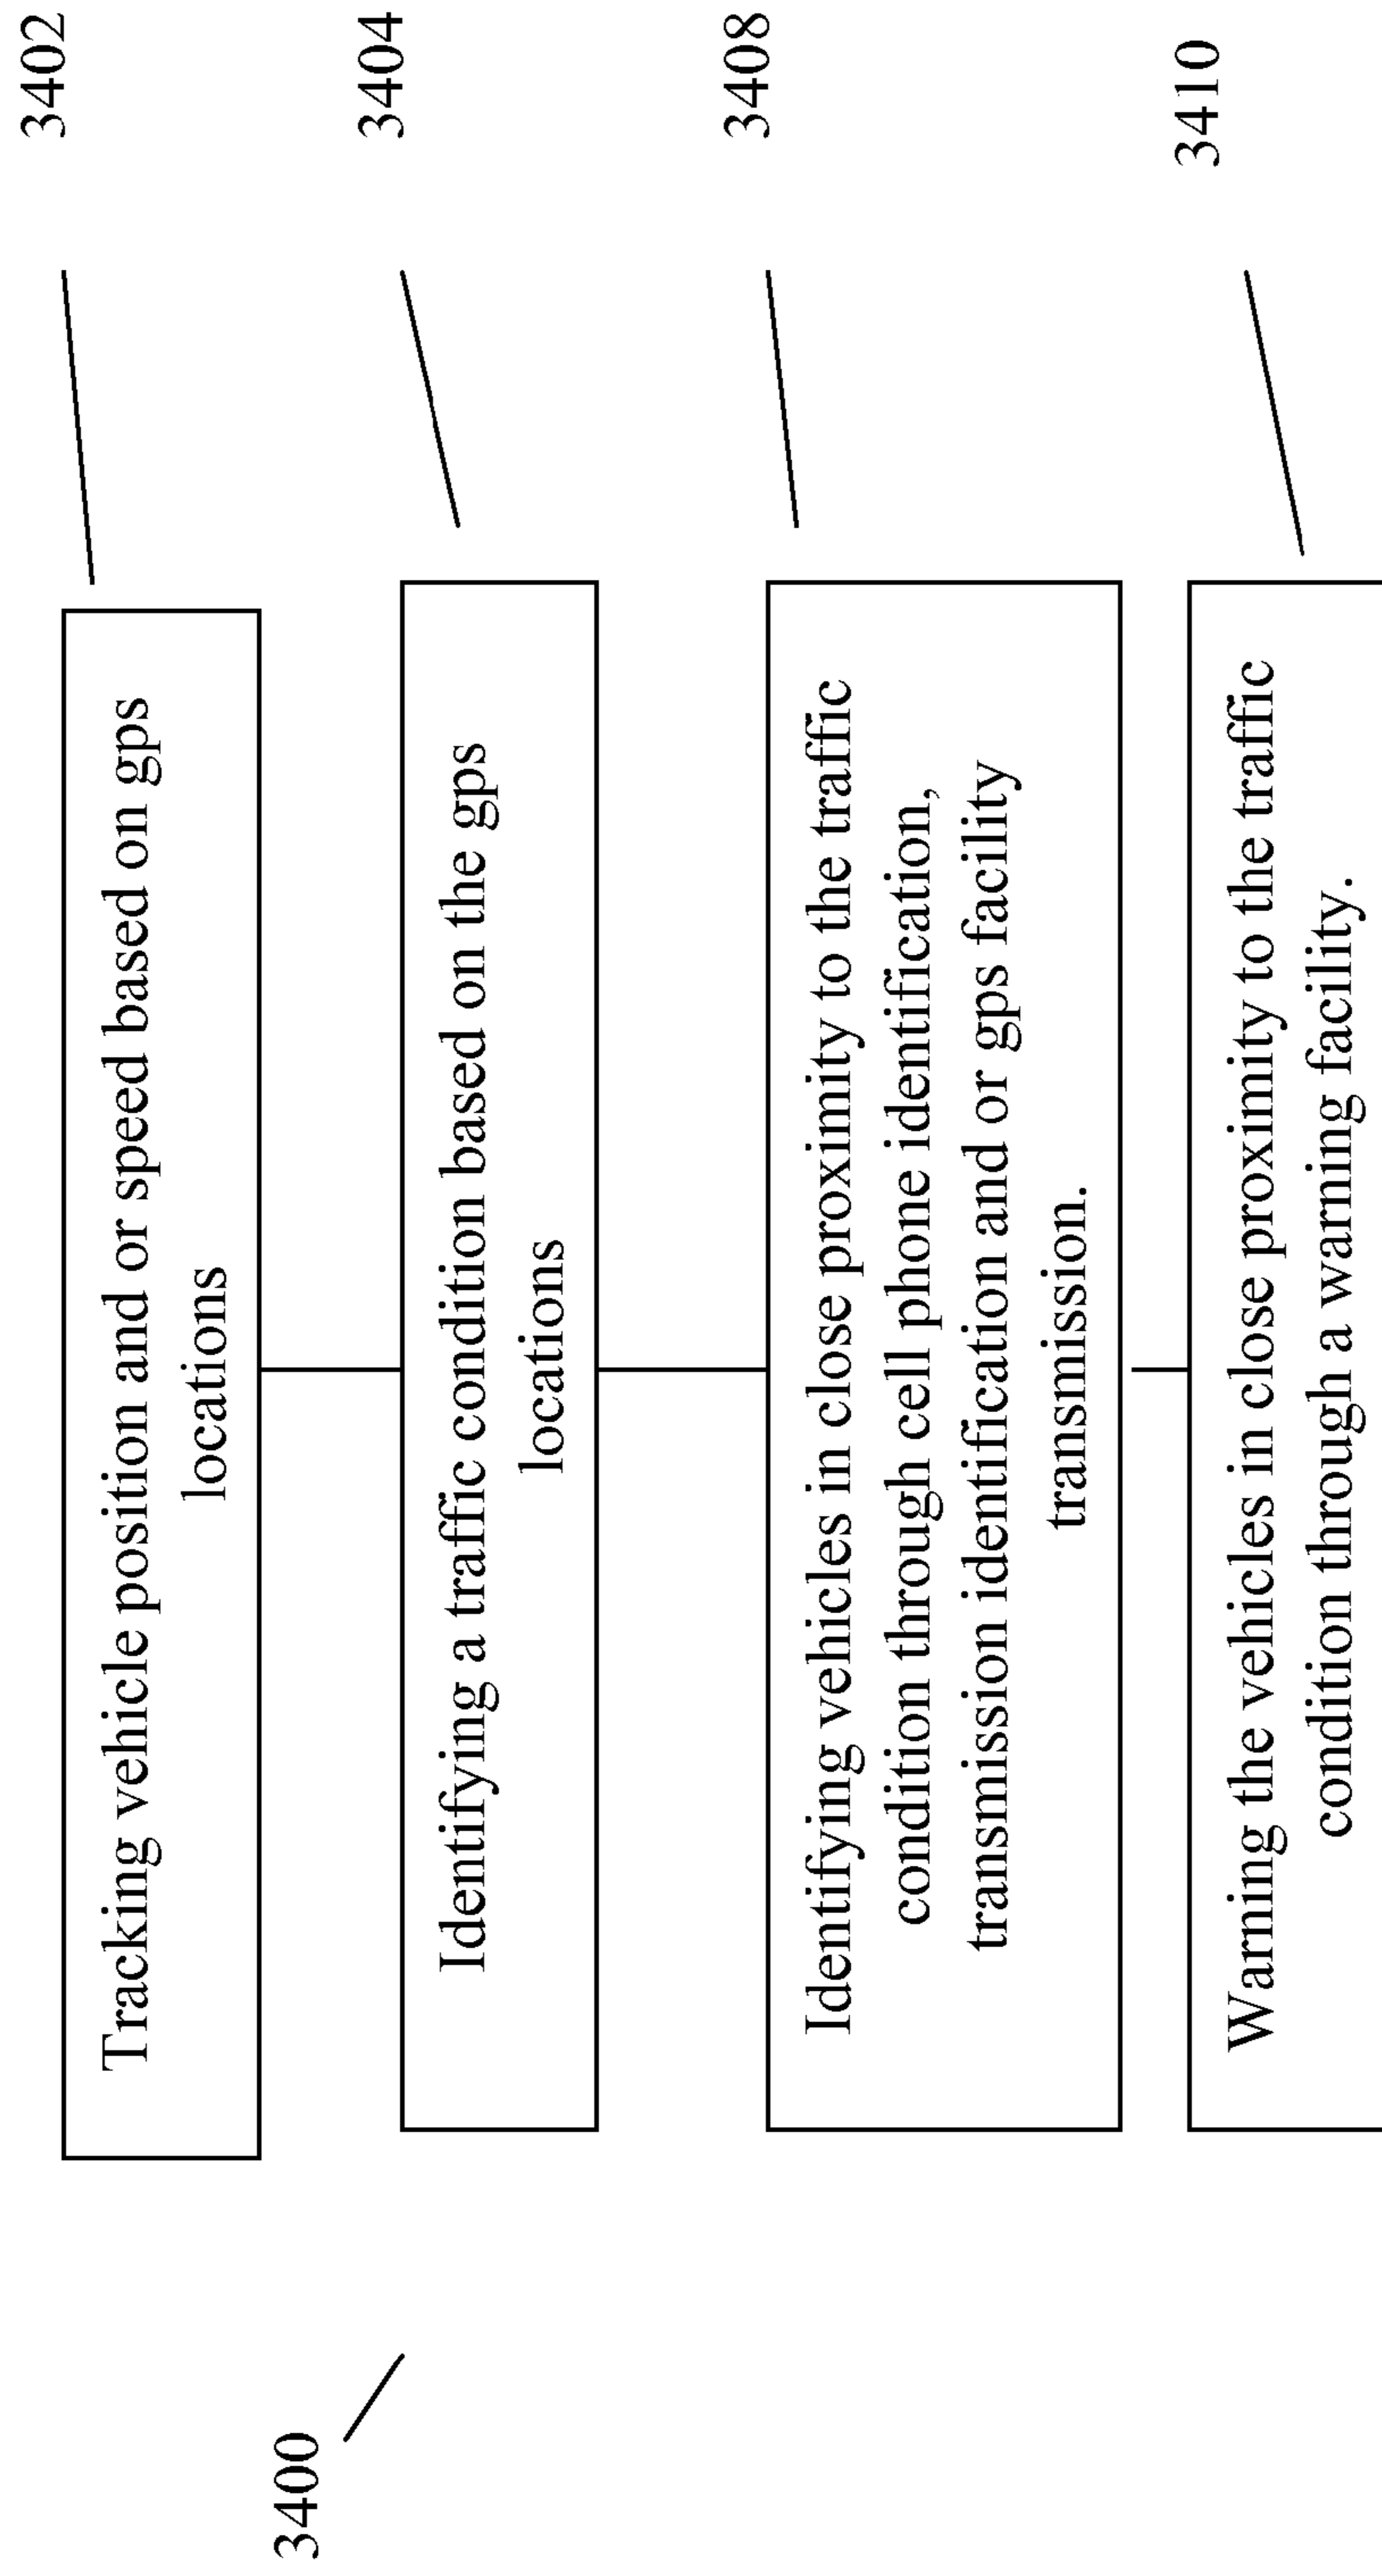 3402
Tracking vehicle position and or speed based on gps
locations
3400
3404
Identifying a traffic condition based on the gps
locations
3408
Identifying vehicles in close proximity to the traffic
condition through cell phone identification,
transmission identification and or gps facility
transmission.
3410
Warning the vehicles in close proximity to the traffic
condition through a warning facility.